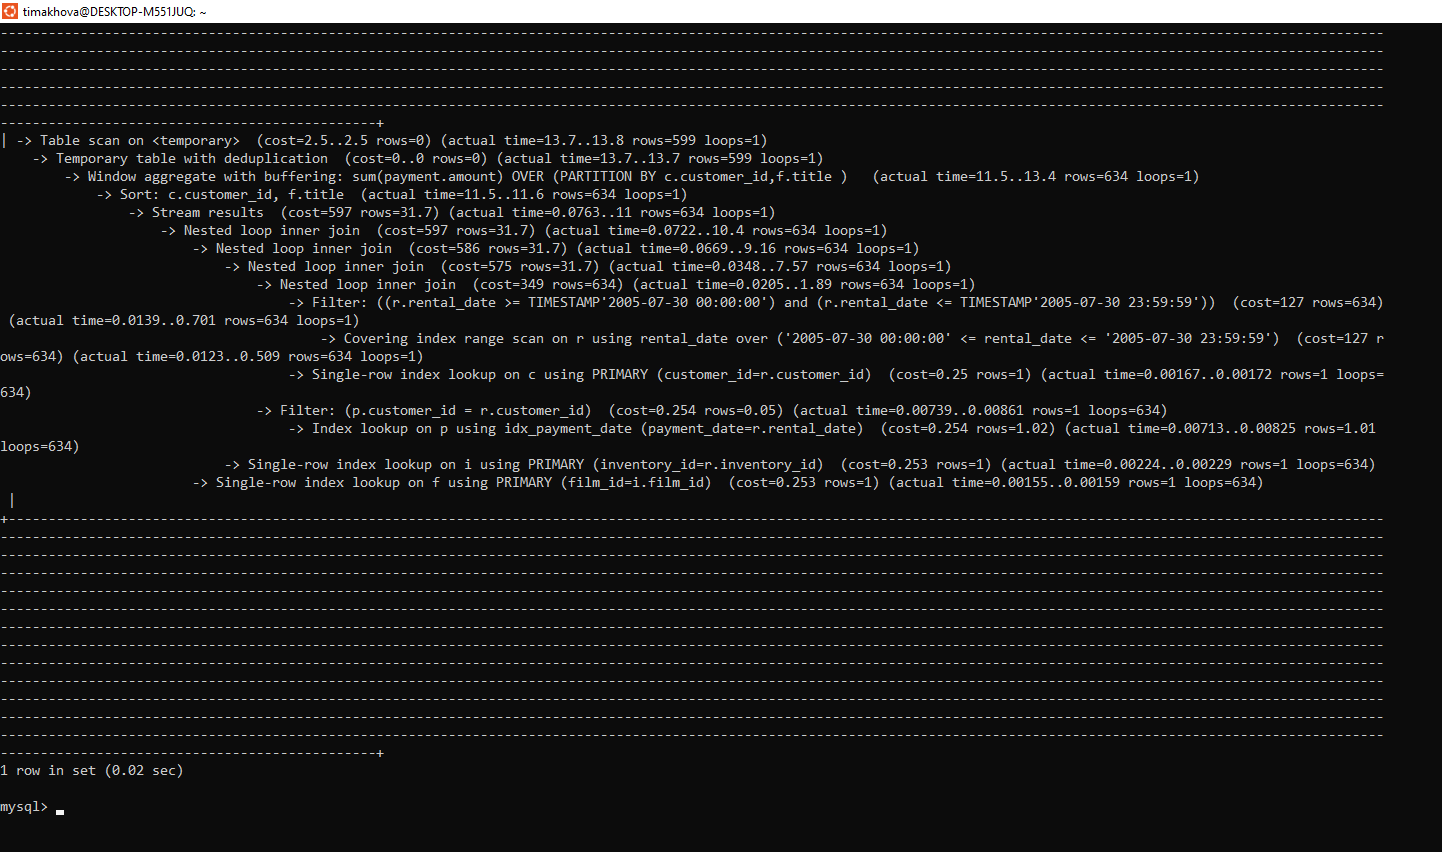 timakhova@DESKTOP-M551JUQ: ~
------------------------------------------------------------------------------------------------------------------------------------------------------------------------------
------------------------------------------------------------------------------------------------------------------------------------------------------------------------------
------------------------------------------------------------------------------------------------------------------------------------------------------------------------------
------------------------------------------------------------------------------------------------------------------------------------------------------------------------------
------------------------------------------------------------------------------------------------------------------------------------------------------------------------------
-----------------------------------------------+
| -> Table scan on <temporary>  (cost=2.5..2.5 rows=0) (actual time=13.7..13.8 rows=599 loops=1)
    -> Temporary table with deduplication  (cost=0..0 rows=0) (actual time=13.7..13.7 rows=599 loops=1)
        -> Window aggregate with buffering: sum(payment.amount) OVER (PARTITION BY c.customer_id,f.title )   (actual time=11.5..13.4 rows=634 loops=1)
            -> Sort: c.customer_id, f.title  (actual time=11.5..11.6 rows=634 loops=1)
                -> Stream results  (cost=597 rows=31.7) (actual time=0.0763..11 rows=634 loops=1)
                    -> Nested loop inner join  (cost=597 rows=31.7) (actual time=0.0722..10.4 rows=634 loops=1)
                        -> Nested loop inner join  (cost=586 rows=31.7) (actual time=0.0669..9.16 rows=634 loops=1)
                            -> Nested loop inner join  (cost=575 rows=31.7) (actual time=0.0348..7.57 rows=634 loops=1)
                                -> Nested loop inner join  (cost=349 rows=634) (actual time=0.0205..1.89 rows=634 loops=1)
                                    -> Filter: ((r.rental_date >= TIMESTAMP'2005-07-30 00:00:00') and (r.rental_date <= TIMESTAMP'2005-07-30 23:59:59'))  (cost=127 rows=634)
 (actual time=0.0139..0.701 rows=634 loops=1)
                                        -> Covering index range scan on r using rental_date over ('2005-07-30 00:00:00' <= rental_date <= '2005-07-30 23:59:59')  (cost=127 r
ows=634) (actual time=0.0123..0.509 rows=634 loops=1)
                                    -> Single-row index lookup on c using PRIMARY (customer_id=r.customer_id)  (cost=0.25 rows=1) (actual time=0.00167..0.00172 rows=1 loops=
634)
                                -> Filter: (p.customer_id = r.customer_id)  (cost=0.254 rows=0.05) (actual time=0.00739..0.00861 rows=1 loops=634)
                                    -> Index lookup on p using idx_payment_date (payment_date=r.rental_date)  (cost=0.254 rows=1.02) (actual time=0.00713..0.00825 rows=1.01
loops=634)
                            -> Single-row index lookup on i using PRIMARY (inventory_id=r.inventory_id)  (cost=0.253 rows=1) (actual time=0.00224..0.00229 rows=1 loops=634)
                        -> Single-row index lookup on f using PRIMARY (film_id=i.film_id)  (cost=0.253 rows=1) (actual time=0.00155..0.00159 rows=1 loops=634)
 |
+-----------------------------------------------------------------------------------------------------------------------------------------------------------------------------
------------------------------------------------------------------------------------------------------------------------------------------------------------------------------
------------------------------------------------------------------------------------------------------------------------------------------------------------------------------
------------------------------------------------------------------------------------------------------------------------------------------------------------------------------
------------------------------------------------------------------------------------------------------------------------------------------------------------------------------
------------------------------------------------------------------------------------------------------------------------------------------------------------------------------
------------------------------------------------------------------------------------------------------------------------------------------------------------------------------
------------------------------------------------------------------------------------------------------------------------------------------------------------------------------
------------------------------------------------------------------------------------------------------------------------------------------------------------------------------
------------------------------------------------------------------------------------------------------------------------------------------------------------------------------
------------------------------------------------------------------------------------------------------------------------------------------------------------------------------
------------------------------------------------------------------------------------------------------------------------------------------------------------------------------
------------------------------------------------------------------------------------------------------------------------------------------------------------------------------
-----------------------------------------------+
1 row in set (0.02 sec)
mysql>